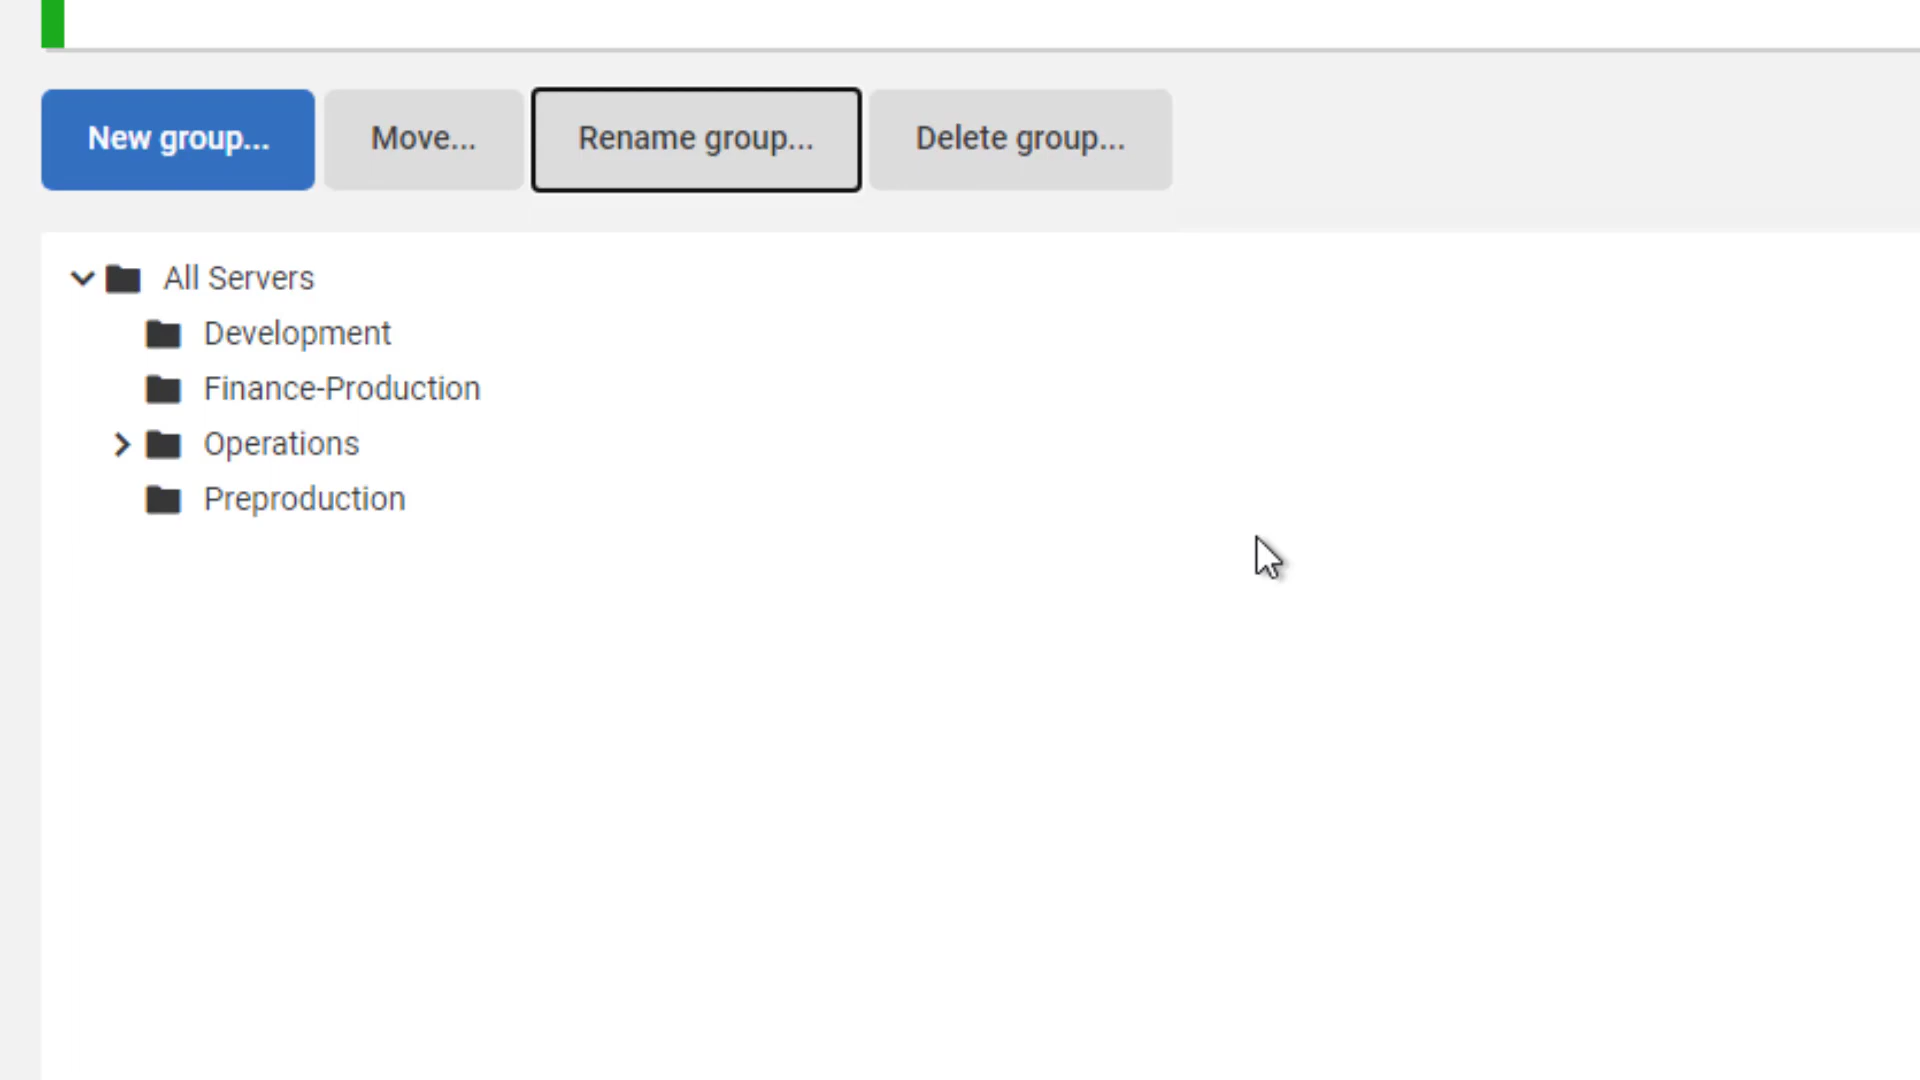 New group... Move... Rename group... Delete group...
All Servers
Development
Finance-Production
Operations
Preproduction